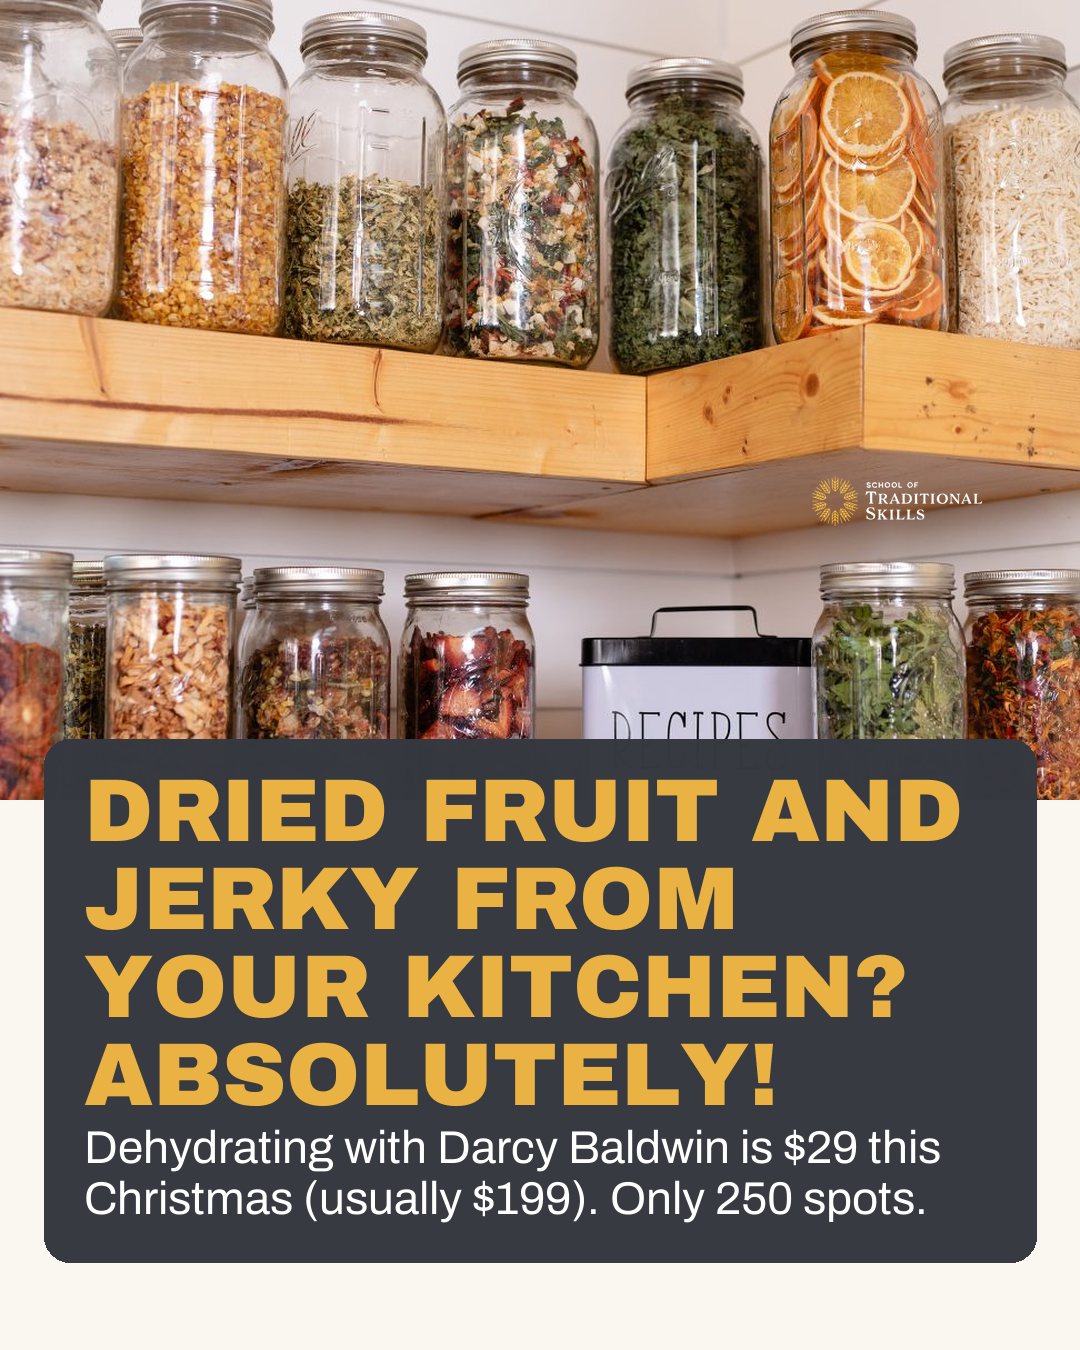 SCHOOL OF
TRADITIONAL
SKILLS
RECIPES
DRIED FRUIT AND
JERKY FROM
YOUR KITCHEN?
ABSOLUTELY!
Dehydrating with Darcy Baldwin is $29 this
Christmas (usually $199). Only 250 spots.